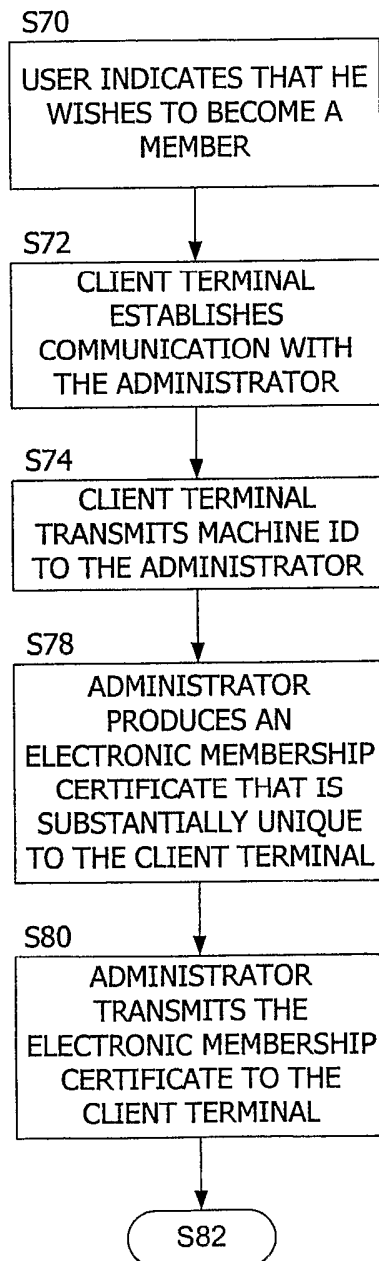 S70
USER INDICATES THAT HE
WISHES TO BECOME A
MEMBER
S72
CLIENT TERMINAL
ESTABLISHES
COMMUNICATION WITH
THE ADMINISTRATOR
S74
CLIENT TERMINAL
TRANSMITS MACHINE ID
TO THE ADMINISTRATOR
S78
ADMINISTRATOR
PRODUCES AN
ELECTRONIC MEMBERSHIP
CERTIFICATE THAT IS
SUBSTANTIALLY UNIQUE
TO THE CLIENT TERMINAL
S80
ADMINISTRATOR
TRANSMITS THE
ELECTRONIC MEMBERSHIP
CERTIFICATE TO THE
CLIENT TERMINAL
S82